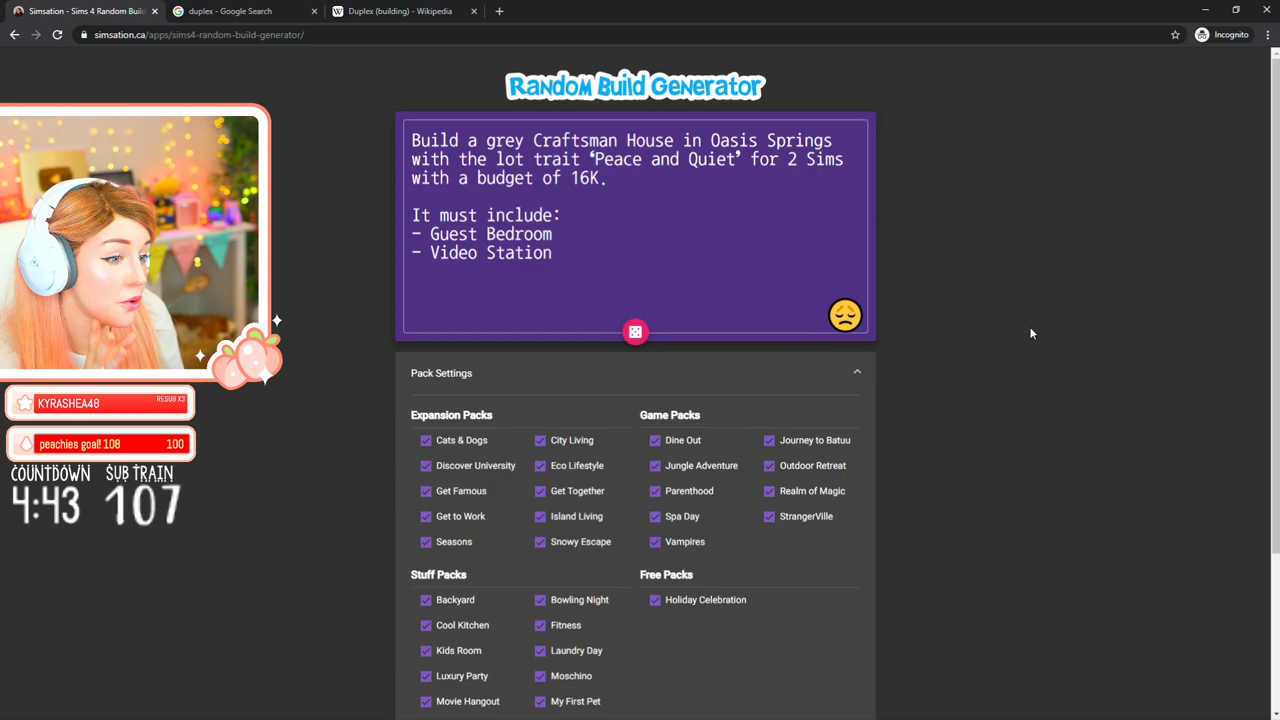 Simsation - Sims 4 Random Buil
duplex - Google Search
Duplex (building) - Wikipedia
simsation.ca/apps/sims4-random-build-generator/
Incognito
Random Build Generator
Build a grey Craftsman House in Oasis Springs
with the lot trait ‘Peace and Quiet’ for 2 Sims
with a budget of 16K.
It must include:
- Guest Bedroom
- Video Station
KYRASHEA48
RESUB X3
peachies goal! 108
100
COUNTDOWN
4:43
SUB TRAIN
107
Pack Settings
Expansion Packs
Cats & Dogs
City Living
Discover University
Eco Lifestyle
Get Famous
Get Together
Get to Work
Island Living
Seasons
Snowy Escape
Game Packs
Dine Out
Journey to Batuu
Jungle Adventure
Outdoor Retreat
Parenthood
Realm of Magic
Spa Day
StrangerVille
Vampires
Stuff Packs
Backyard
Bowling Night
Cool Kitchen
Fitness
Kids Room
Laundry Day
Luxury Party
Moschino
Movie Hangout
My First Pet
Free Packs
Holiday Celebration